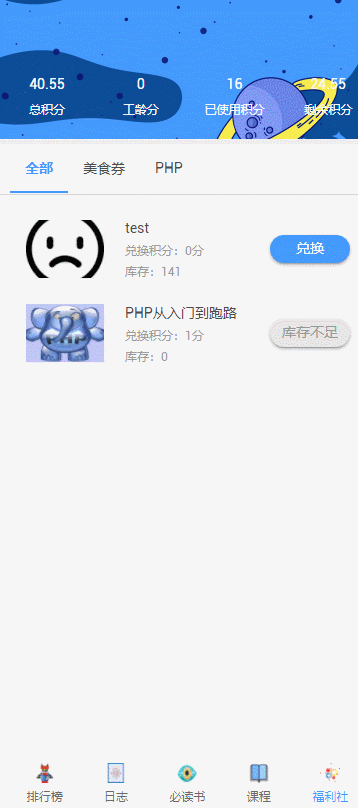 40.55 0 16 24.55
总积分 工龄分 已使用积分 剩余积分
全部 美食券 PHP
test
兑换积分：0分
库存：141
兑换
PHP从入门到跑路
兑换积分：1分
库存：0
库存不足
PHP
排行榜 日志 必读书 课程 福利社